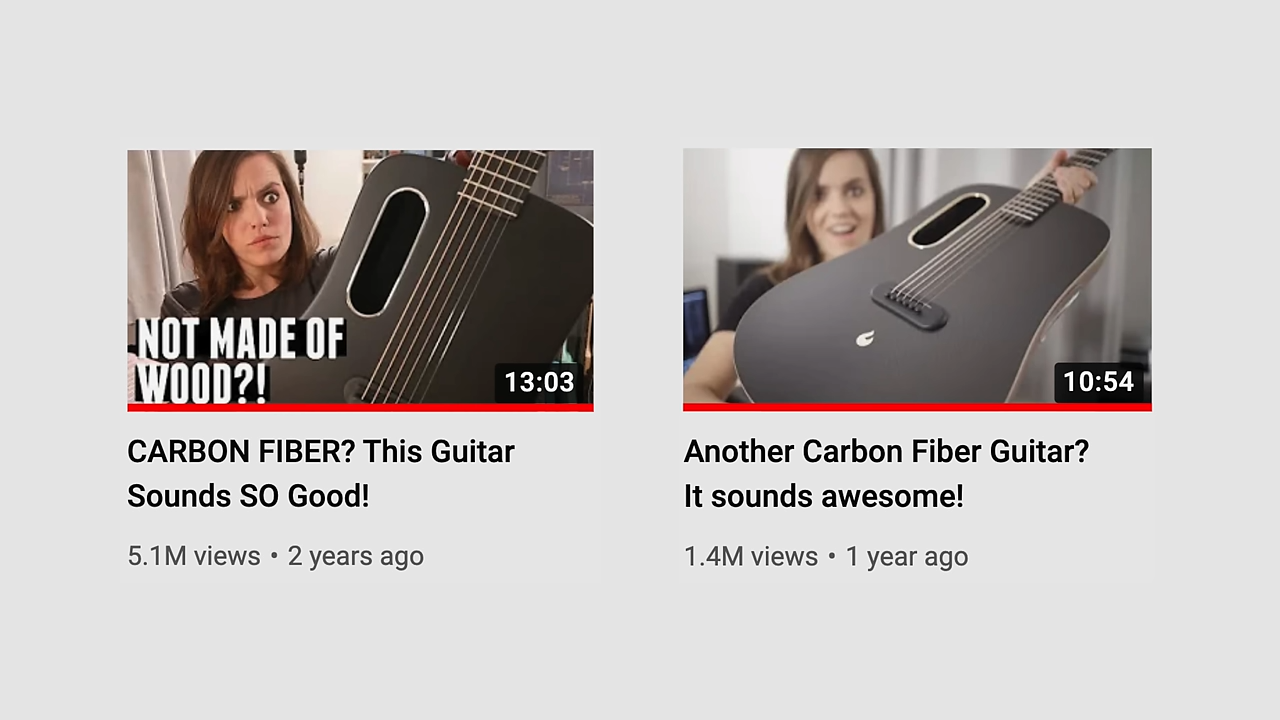 NOT MADE OF
WOOD?!
13:03
CARBON FIBER? This Guitar
Sounds SO Good!
5.1M views • 2 years ago
10:54
Another Carbon Fiber Guitar?
It sounds awesome!
1.4M views • 1 year ago